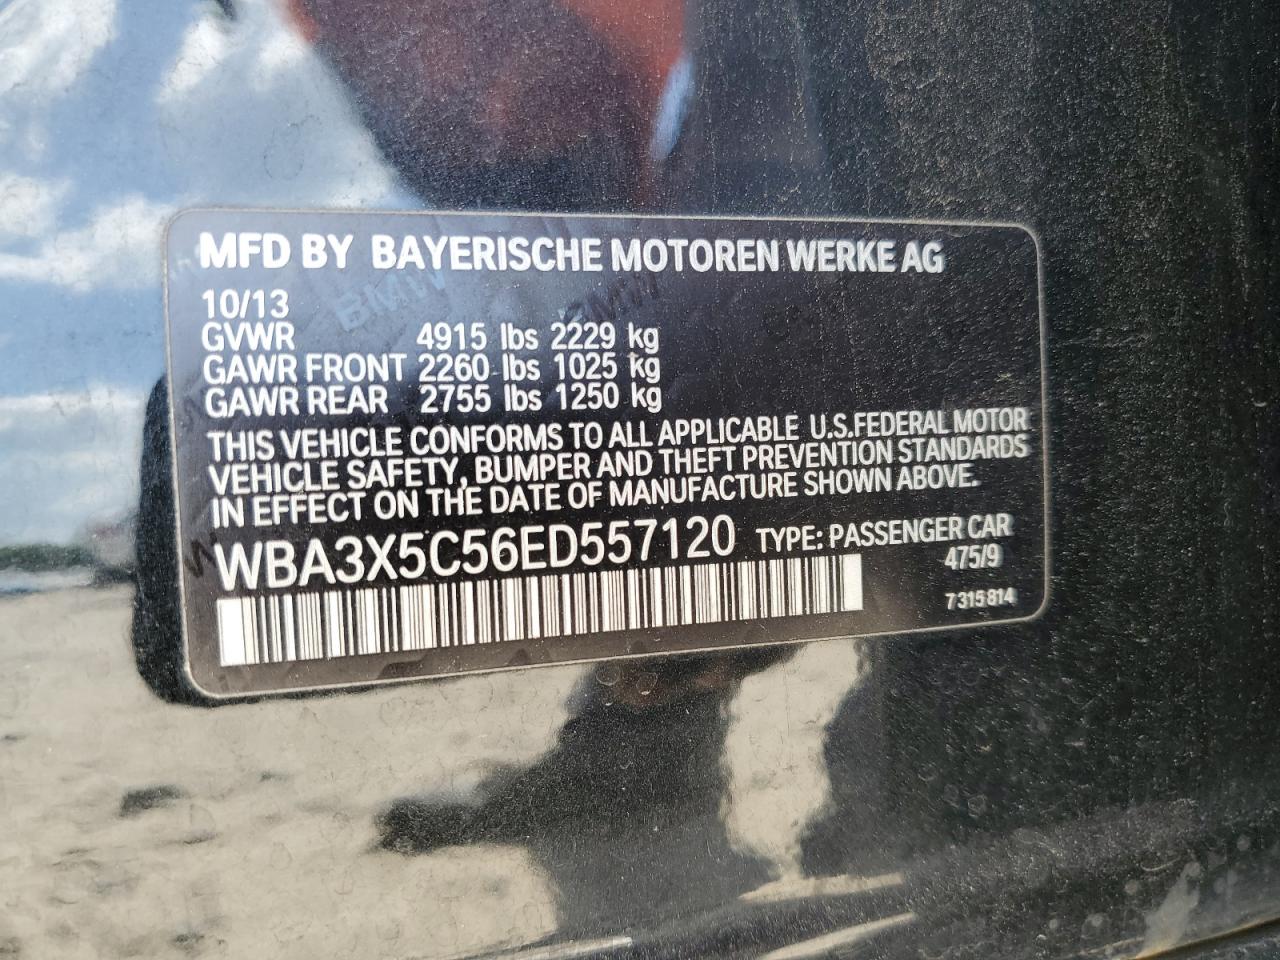 MFD BY BAYERISCHE MOTOREN WERKE AG
10/13
GVWR 4915 lbs 2229 kg
GAWR FRONT 2260 lbs 1025 kg
GAWR REAR 2755 lbs 1250 kg
THIS VEHICLE CONFORMS TO ALL APPLICABLE U.S.FEDERAL MOTOR
VEHICLE SAFETY, BUMPER AND THEFT PREVENTION STANDARDS
IN EFFECT ON THE DATE OF MANUFACTURE SHOWN ABOVE.
WBA3X5C56ED557120 TYPE: PASSENGER CAR
475/9
7315814
BMW
BMW